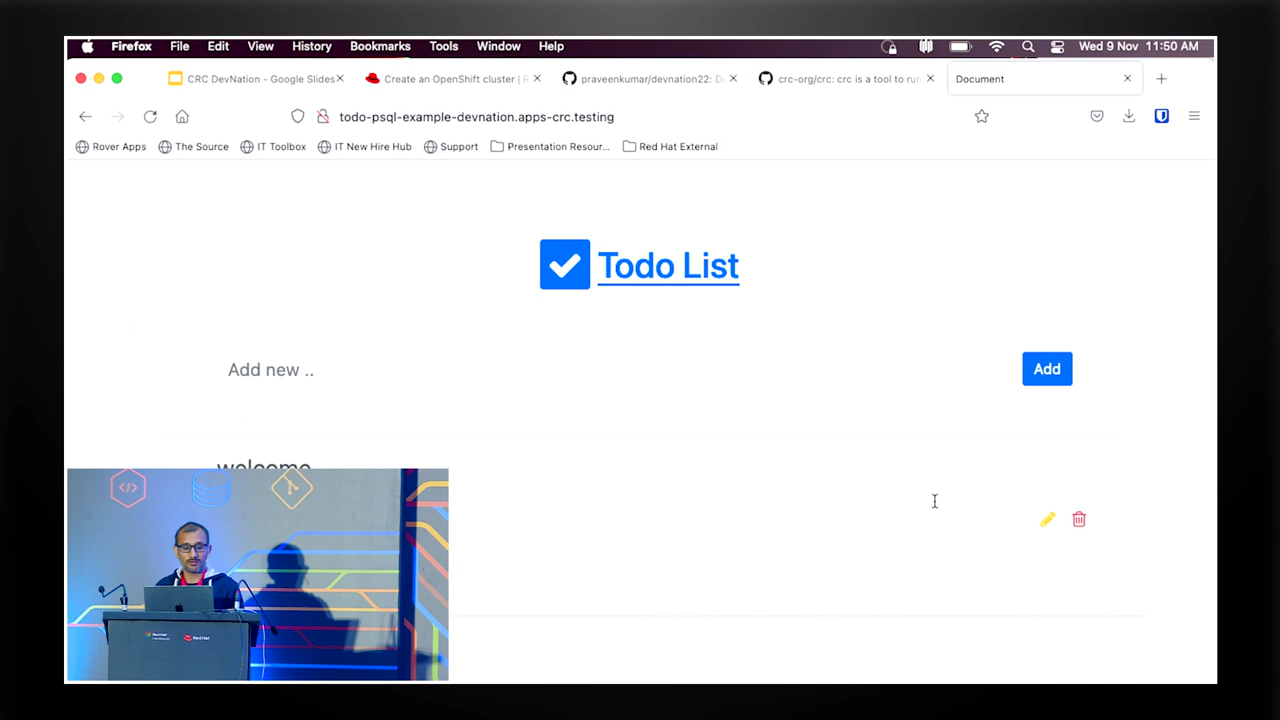 Firefox File Edit View History Bookmarks Tools Window Help Wed 9 Nov 11:50 AM
CRC DevNation - Google Slides Create an OpenShift cluster | praveenkumar/devnation22: crc-org/crc: crc is a tool to run Document
todo-psql-example-devnation.apps-crc.testing
Rover Apps The Source IT Toolbox IT New Hire Hub Support Presentation Resour... Red Hat External
Todo List
Add new .. Add
welcome
Red Hat